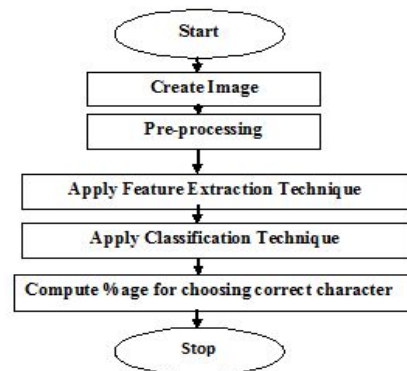 Start
Create Image
Pre-processing
Apply Feature Extraction Technique
Apply Classification Technique
Compute %age for choosing correct character
Stop